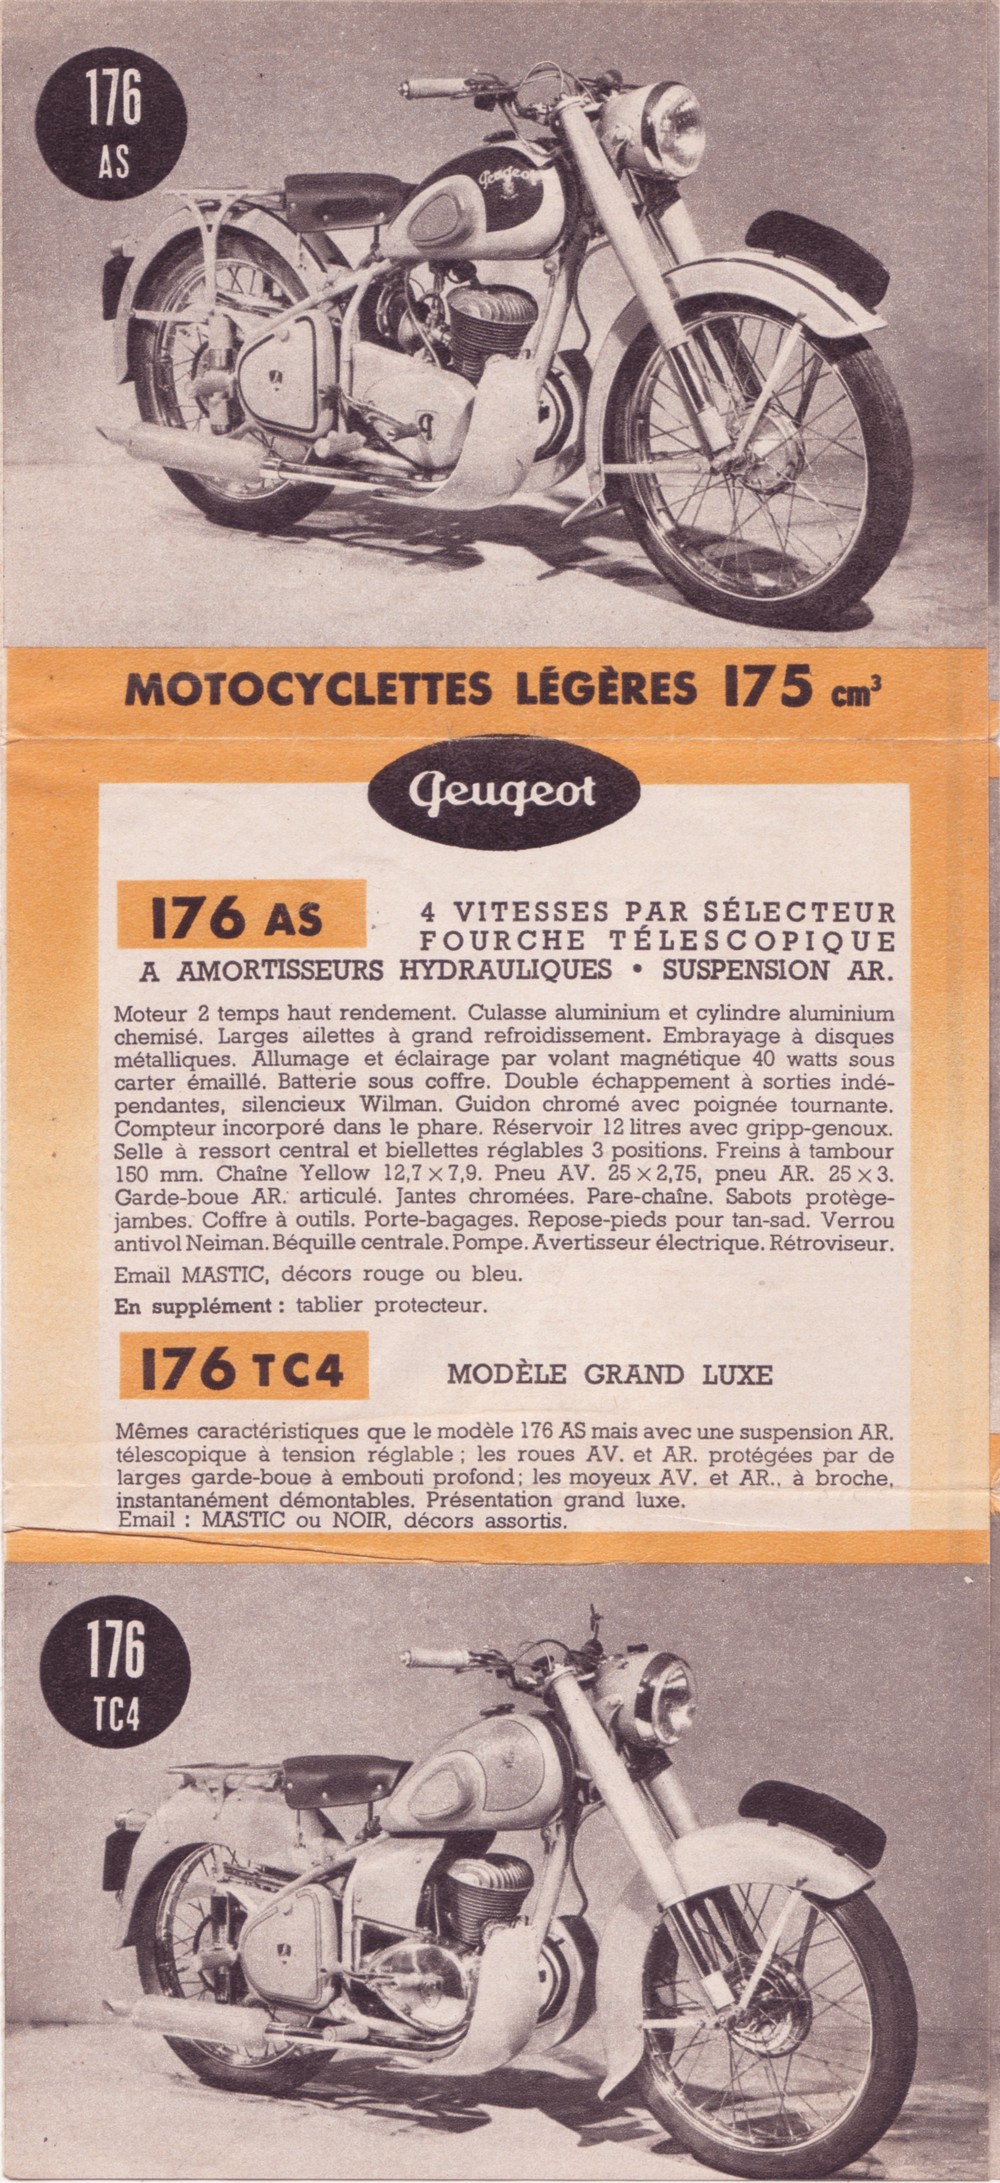 176
AS
Peugeot
MOTOCYCLETTES LÉGÈRES 175 cm³
Peugeot
176 AS
4 VITESSES PAR SÉLECTEUR
FOURCHE TÉLESCOPIQUE
A AMORTISSEURS HYDRAULIQUES • SUSPENSION AR.
Moteur 2 temps haut rendement. Culasse aluminium et cylindre aluminium
chemisé. Larges ailettes à grand refroidissement. Embrayage à disques
métalliques. Allumage et éclairage par volant magnétique 40 watts sous
carter émaillé. Batterie sous coffre. Double échappement à sorties indé-
pendantes, silencieux Wilman. Guidon chromé avec poignée tournante.
Compteur incorporé dans le phare. Réservoir 12 litres avec gripp-genoux.
Selle à ressort central et biellettes réglables 3 positions. Freins à tambour
150 mm. Chaîne Yellow 12,7 × 7,9. Pneu AV. 25 × 2,75, pneu AR. 25 × 3.
Garde-boue AR. articulé. Jantes chromées. Pare-chaîne. Sabots protège-
jambes. Coffre à outils. Porte-bagages. Repose-pieds pour tan-sad. Verrou
antivol Neiman. Béquille centrale. Pompe. Avertisseur électrique. Rétroviseur.
Email MASTIC, décors rouge ou bleu.
En supplément : tablier protecteur.
176 TC4
MODÈLE GRAND LUXE
Mêmes caractéristiques que le modèle 176 AS mais avec une suspension AR.
télescopique à tension réglable ; les roues AV. et AR. protégées par de
larges garde-boue à embouti profond ; les moyeux AV. et AR., à broche,
instantanément démontables. Présentation grand luxe.
Email : MASTIC ou NOIR, décors assortis.
176
TC4